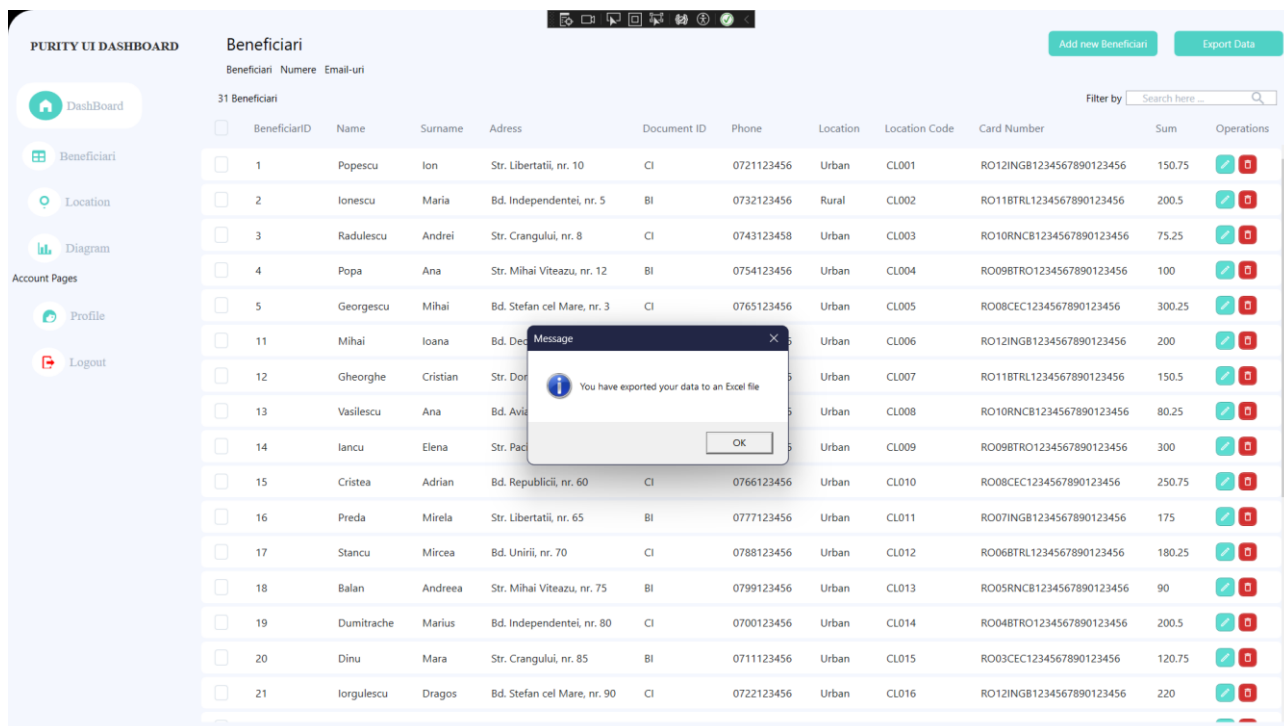 PURITY UI DASHBOARD
DashBoard
Beneficiari
Location
Diagram
Account Pages
Profile
Logout
Beneficiari
Add new Beneficiari Export Data
Beneficiari Numere Email-uri
31 Beneficiari Filter by Search here ...
BeneficiarID Name Surname Adress Document ID Phone Location Location Code Card Number Sum Operations
1 Popescu Ion Str. Libertatii, nr. 10 CI 0721123456 Urban CL001 RO12INGB1234567890123456 150.75
2 Ionescu Maria Bd. Independentei, nr. 5 BI 0732123456 Rural CL002 RO11BTRL1234567890123456 200.5
3 Radulescu Andrei Str. Crangului, nr. 8 CI 0743123458 Urban CL003 RO10RNCB1234567890123456 75.25
4 Popa Ana Str. Mihai Viteazu, nr. 12 BI 0754123456 Urban CL004 RO09BTRO1234567890123456 100
5 Georgescu Mihai Bd. Stefan cel Mare, nr. 3 CI 0765123456 Urban CL005 RO08CEC1234567890123456 300.25
11 Mihai Ioana Bd. Urban CL006 RO12INGB1234567890123456 200
12 Gheorghe Cristian Str. Urban CL007 RO11BTRL1234567890123456 150.5
13 Vasilescu Ana Bd. Urban CL008 RO10RNCB1234567890123456 80.25
14 Iancu Elena Str. Urban CL009 RO09BTRO1234567890123456 300
15 Cristea Adrian Bd. Republicii, nr. 60 CI 0766123456 Urban CL010 RO08CEC1234567890123456 250.75
16 Preda Mirela Str. Libertatii, nr. 65 BI 0777123456 Urban CL011 RO07INGB1234567890123456 175
17 Stancu Mircea Bd. Unirii, nr. 70 CI 0788123456 Urban CL012 RO06BTRL1234567890123456 180.25
18 Balan Andreea Str. Mihai Viteazu, nr. 75 BI 0799123456 Urban CL013 RO05RNCB1234567890123456 90
19 Dumitrache Marius Bd. Independentei, nr. 80 CI 0700123456 Urban CL014 RO04BTRO1234567890123456 200.5
20 Dinu Mara Str. Crangului, nr. 85 BI 0711123456 Urban CL015 RO03CEC1234567890123456 120.75
21 Iorgulescu Dragos Bd. Stefan cel Mare, nr. 90 CI 0722123456 Urban CL016 RO12INGB1234567890123456 220
Message
You have exported your data to an Excel file
OK